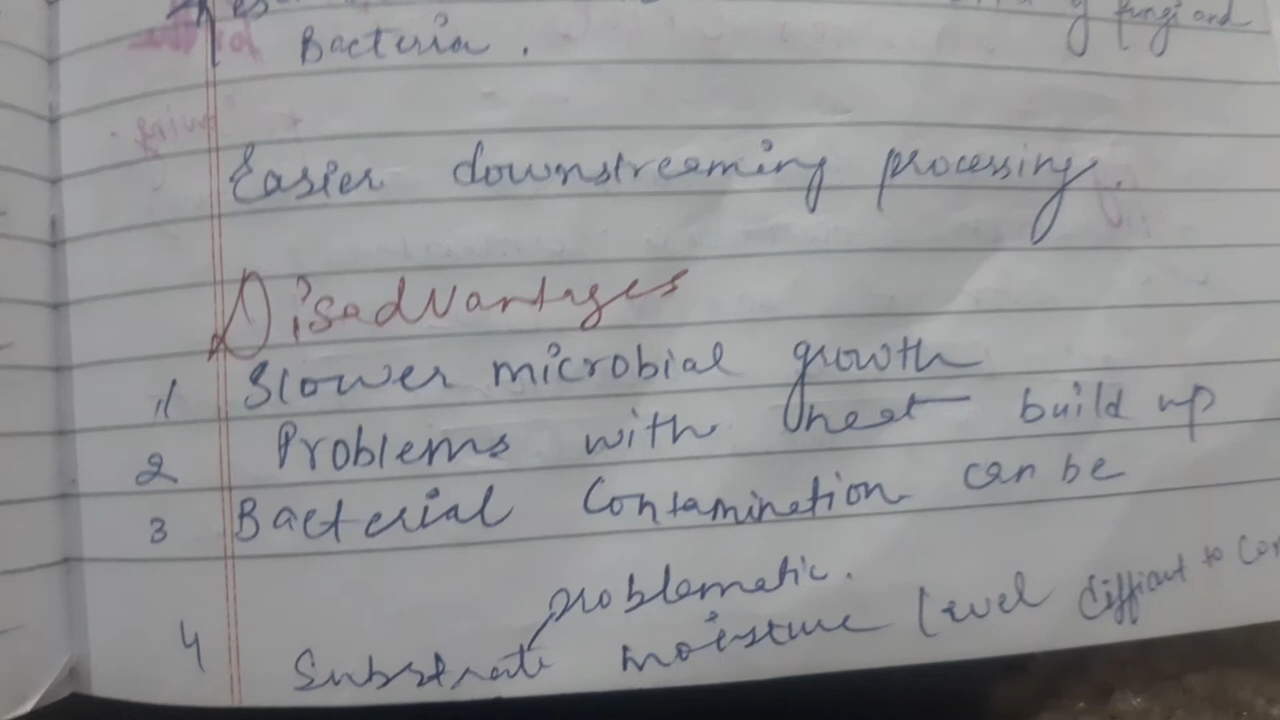 of fungi and
Bacteria.
Easier downstreaming processing.
Disadvantages
1 Slower microbial growth
2 Problems with heat build up
3 Bacterial Contamination can be
problematic.
4 Substrate moisture level difficult to